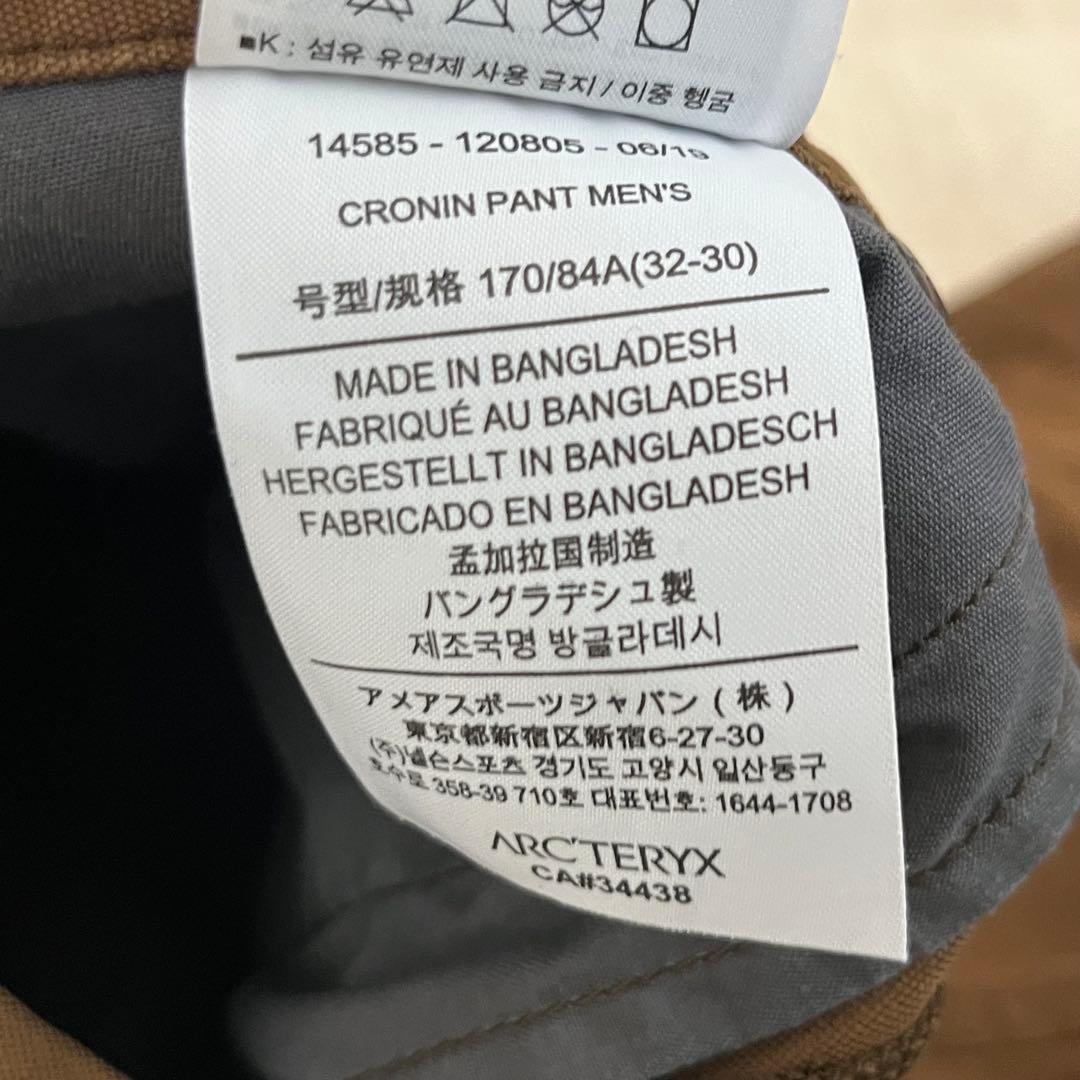 ■K : 섬유 유연제 사용 금지 / 이중 헹굼
14585 - 120805 - 06/19
CRONIN PANT MEN'S
号型/规格 170/84A(32-30)
MADE IN BANGLADESH
FABRIQUÉ AU BANGLADESH
HERGESTELLT IN BANGLADESCH
FABRICADO EN BANGLADESH
孟加拉国制造
バングラデシュ製
제조국명 방글라데시
アメアスポーツジャパン ( 株 )
東京都新宿区新宿6-27-30
(주)넬슨스포츠 경기도 고양시 일산동구
호수로 358-39 710호 대표번호: 1644-1708
ARC'TERYX
CA#34438